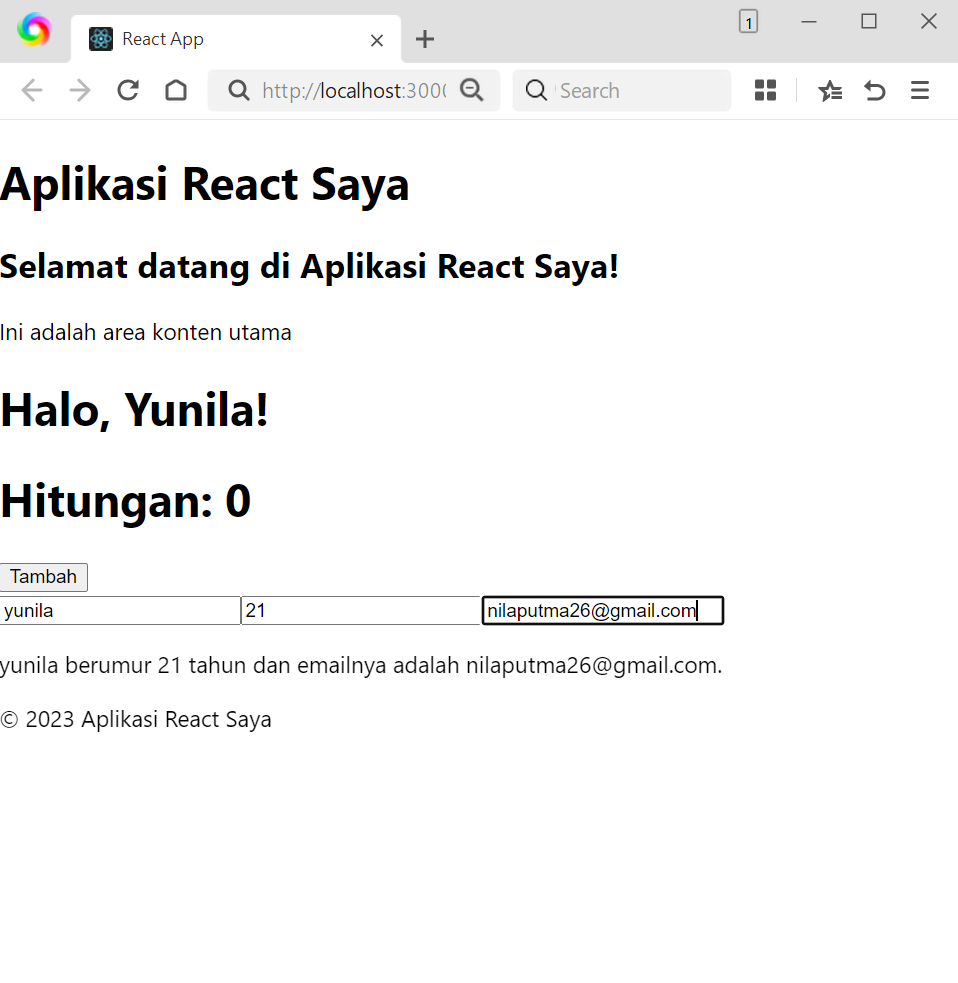 React App
1
http://localhost:3000
Search
Aplikasi React Saya
Selamat datang di Aplikasi React Saya!
Ini adalah area konten utama
Halo, Yunila!
Hitungan: 0
Tambah
yunila 21 nilaputma26@gmail.com
yunila berumur 21 tahun dan emailnya adalah nilaputma26@gmail.com.
© 2023 Aplikasi React Saya